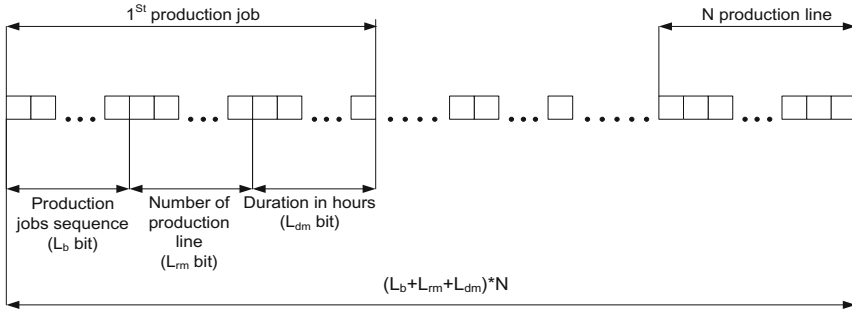 1St production job
N production line
Production
jobs sequence
(Lb bit)
Number of
production
line
(Lrm bit)
Duration in hours
(Ldm bit)
(Lb+Lrm+Ldm)*N